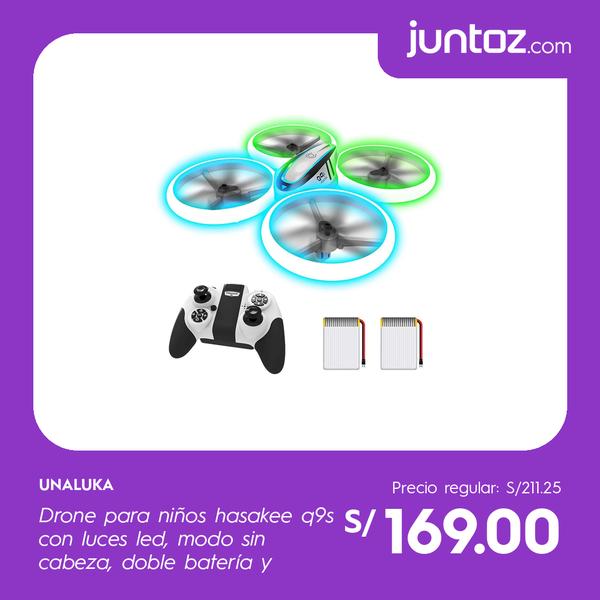 juntoz.com
UNALUKA
Drone para niños hasakee q9s
con luces led, modo sin
cabeza, doble batería y
Precio regular: S/211.25
S/169.00